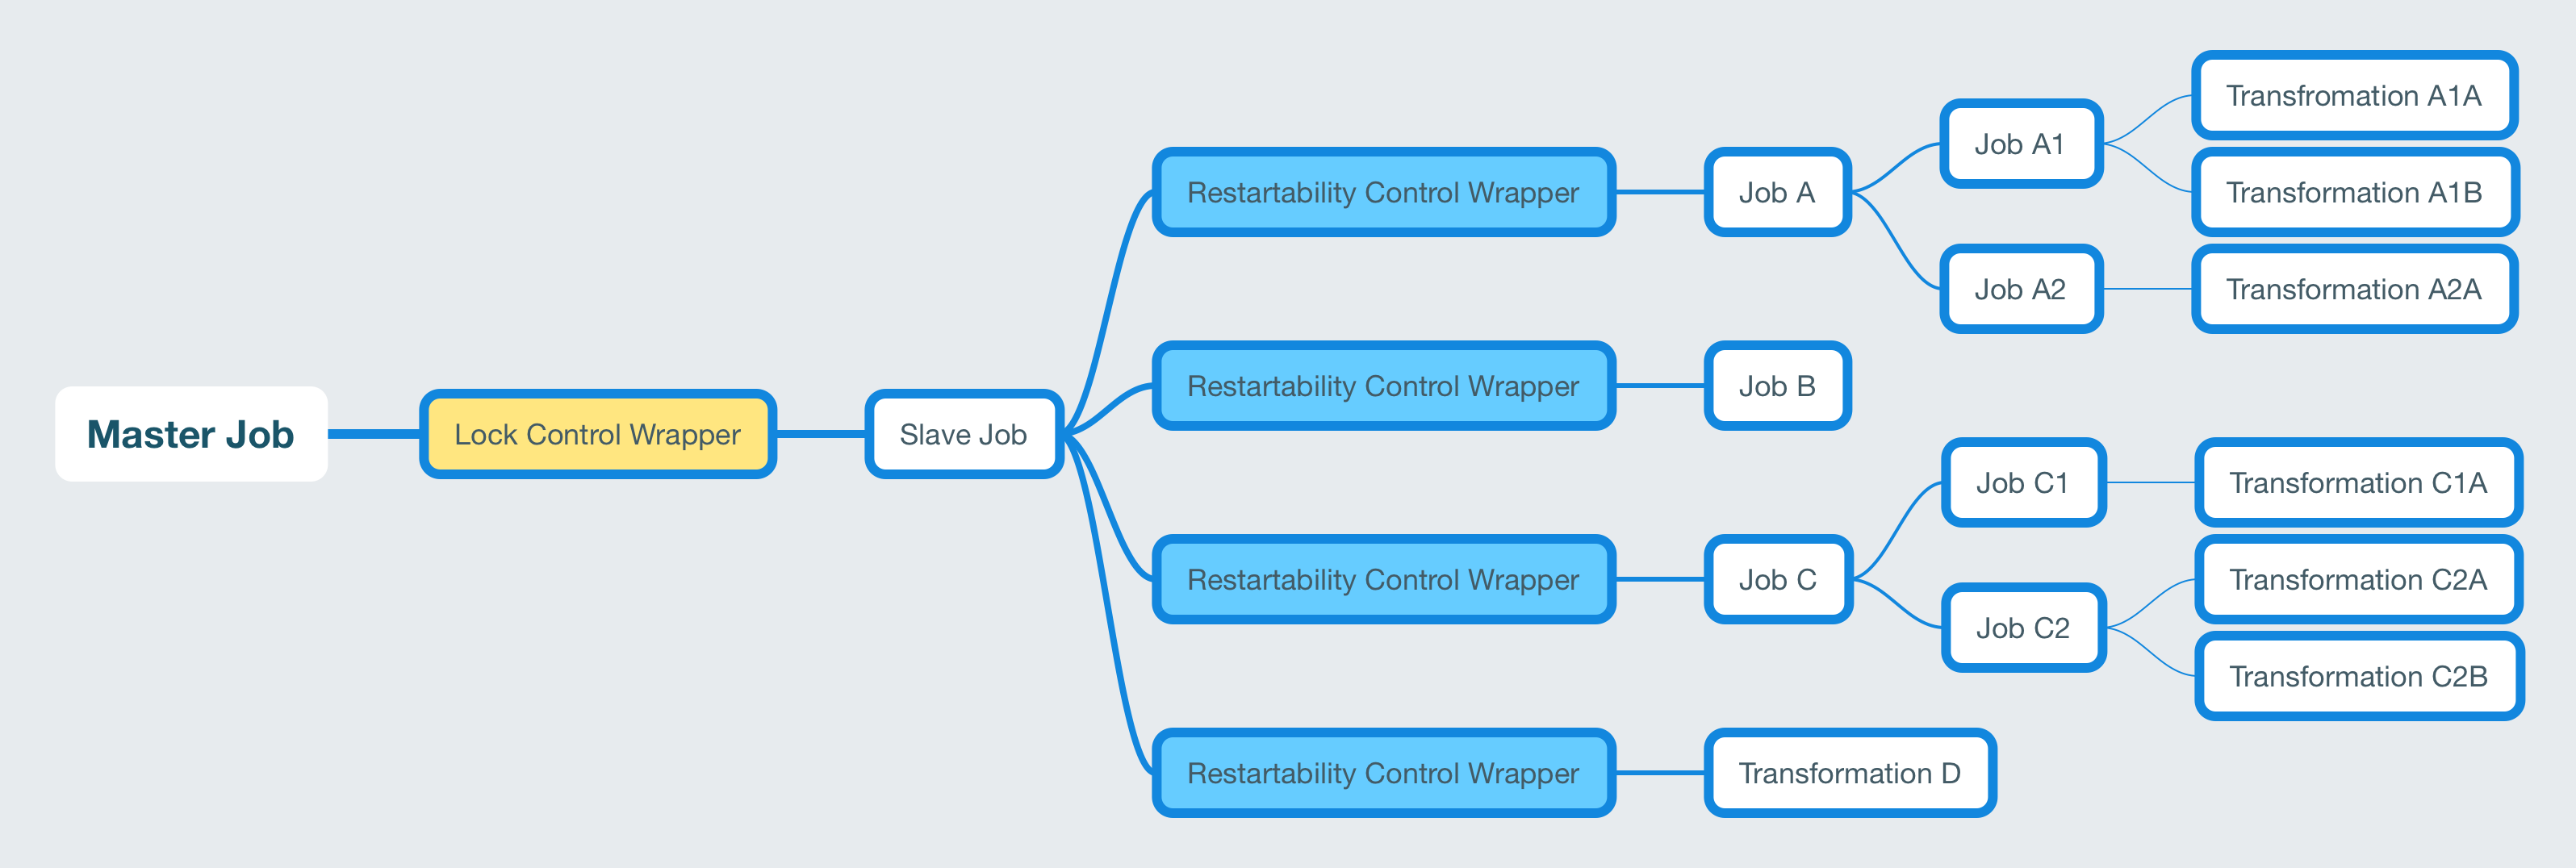 Master Job
Lock Control Wrapper
Slave Job
Restartability Control Wrapper
Job A
Job A1
Transfromation A1A
Transformation A1B
Job A2
Transformation A2A
Restartability Control Wrapper
Job B
Restartability Control Wrapper
Job C
Job C1
Transformation C1A
Job C2
Transformation C2A
Transformation C2B
Restartability Control Wrapper
Transformation D